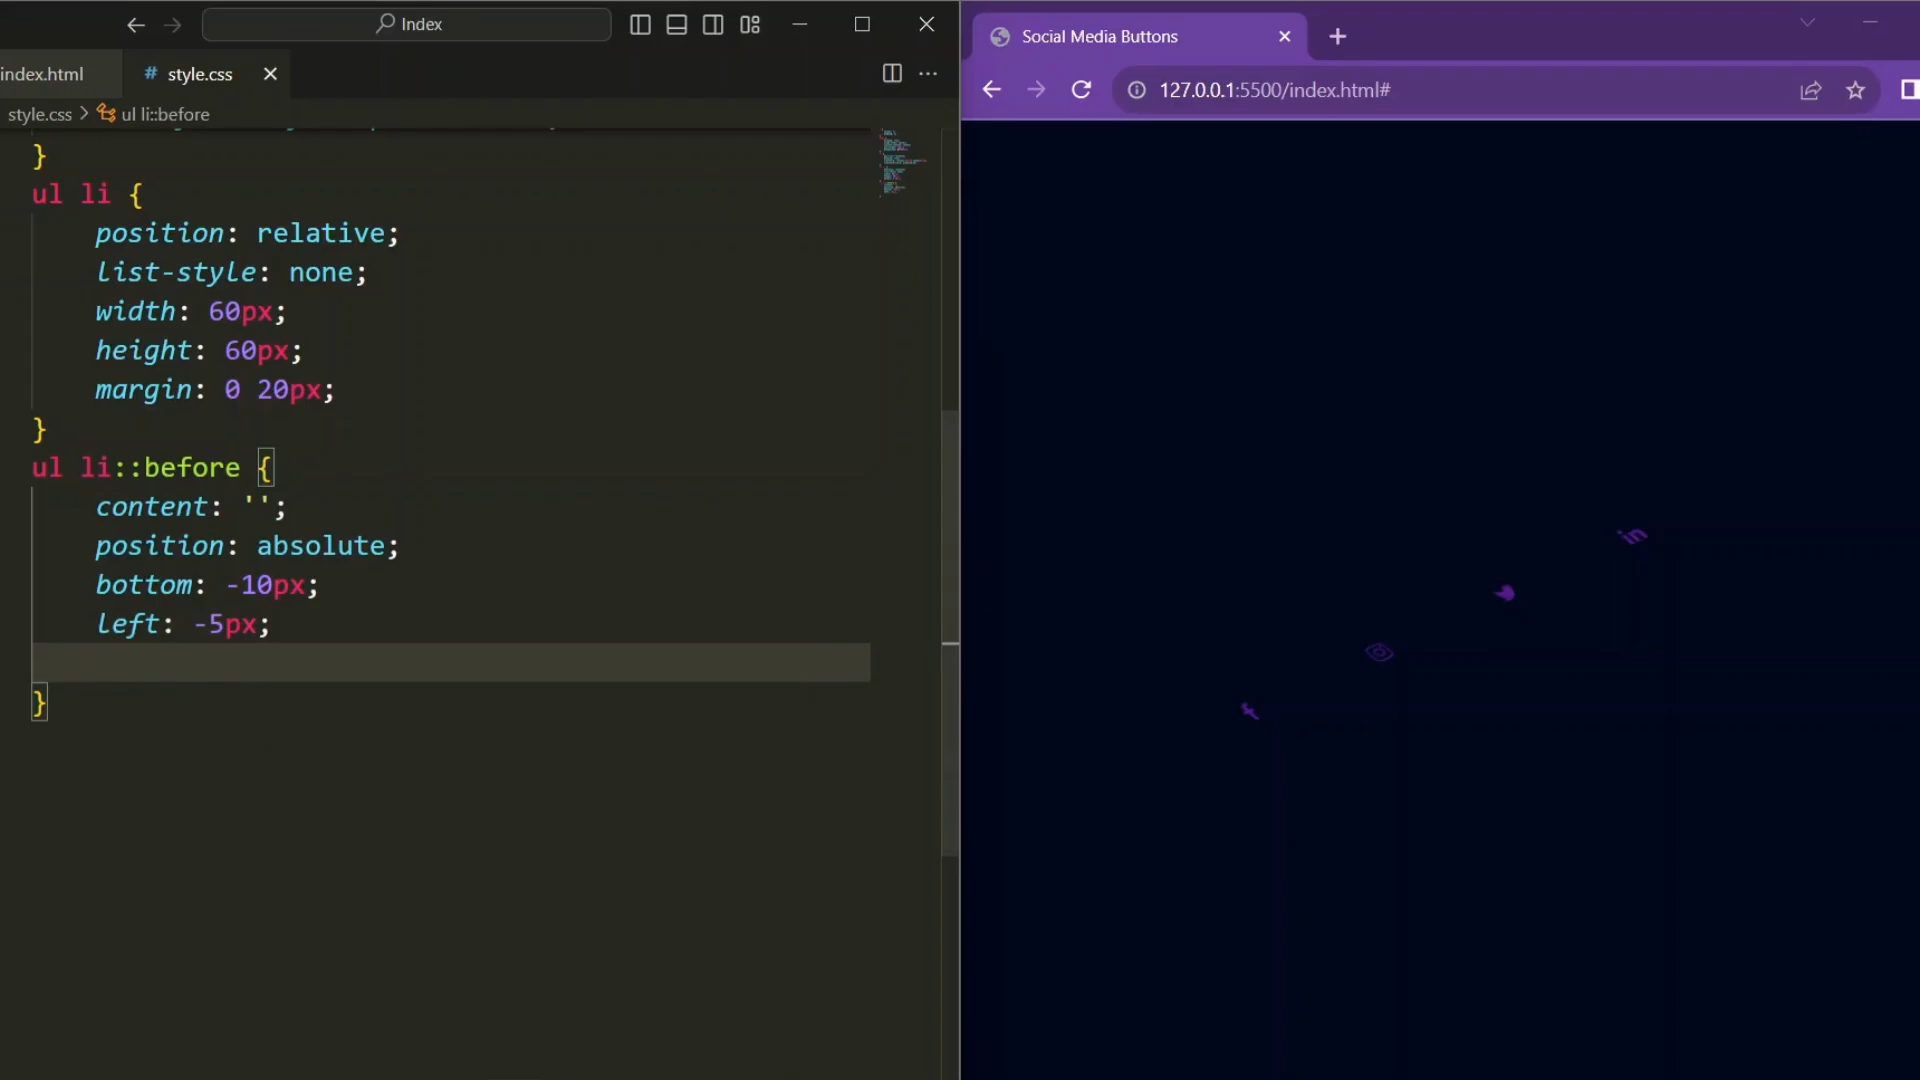 Index
index.html
# style.css
style.css > ul li::before
}
ul li {
position: relative;
list-style: none;
width: 60px;
height: 60px;
margin: 0 20px;
}
ul li::before {
content: '';
position: absolute;
bottom: -10px;
left: -5px;
}
Social Media Buttons
127.0.0.1:5500/index.html#
in
f